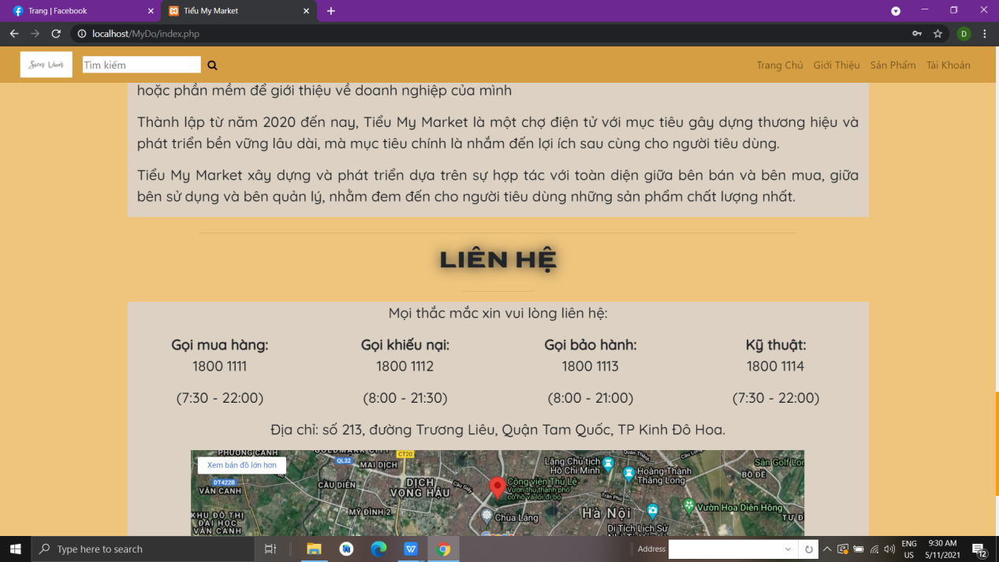 Trang | Facebook
Tiểu My Market
localhost/MyDo/index.php
D
Sien Vien
Tìm kiếm
Trang Chủ Giới Thiệu Sản Phẩm Tài Khoản
hoặc phần mềm để giới thiệu về doanh nghiệp của mình
Thành lập từ năm 2020 đến nay, Tiểu My Market là một chợ điện tử với mục tiêu gây dựng thương hiệu và
phát triển bền vững lâu dài, mà mục tiêu chính là nhắm đến lợi ích sau cùng cho người tiêu dùng.
Tiểu My Market xây dựng và phát triển dựa trên sự hợp tác với toàn diện giữa bên bán và bên mua, giữa
bên sử dụng và bên quản lý, nhằm đem đến cho người tiêu dùng những sản phẩm chất lượng nhất.
LIÊN HỆ
Mọi thắc mắc xin vui lòng liên hệ:
Gọi mua hàng: Gọi khiếu nại: Gọi bảo hành: Kỹ thuật:
1800 1111 1800 1112 1800 1113 1800 1114
(7:30 - 22:00) (8:00 - 21:30) (8:00 - 21:00) (7:30 - 22:00)
Địa chỉ: số 213, đường Trương Liêu, Quận Tam Quốc, TP Kinh Đô Hoa.
PHƯƠNG CANH
CT20
Xem bản đồ lớn hơn
QL32
MAI DỊCH
Lăng Chủ tịch
Hồ Chí Minh
Hoàng Thành
Thăng Long
Sân Golf Lon
BỒ ĐỀ
DT422B
VÂN CANH
CẦU DIỄN
DỊCH
VỌNG HẬU
Cầu Giấy
Công viên Thủ Lệ
Vườn thú thành phố
có hồ và lối đi bộ
Trần Phú
Vườn Hoa Diên Hồng
MỸ ĐÌNH 2
Chùa Láng
Hà Nội
TƯ Đ
KHU ĐÔ THỊ
ĐẠI HỌC
VÂN CANH
Di Tích Lịch Sử
Type here to search
Address
ENG
US
9:30 AM
5/11/2021
12